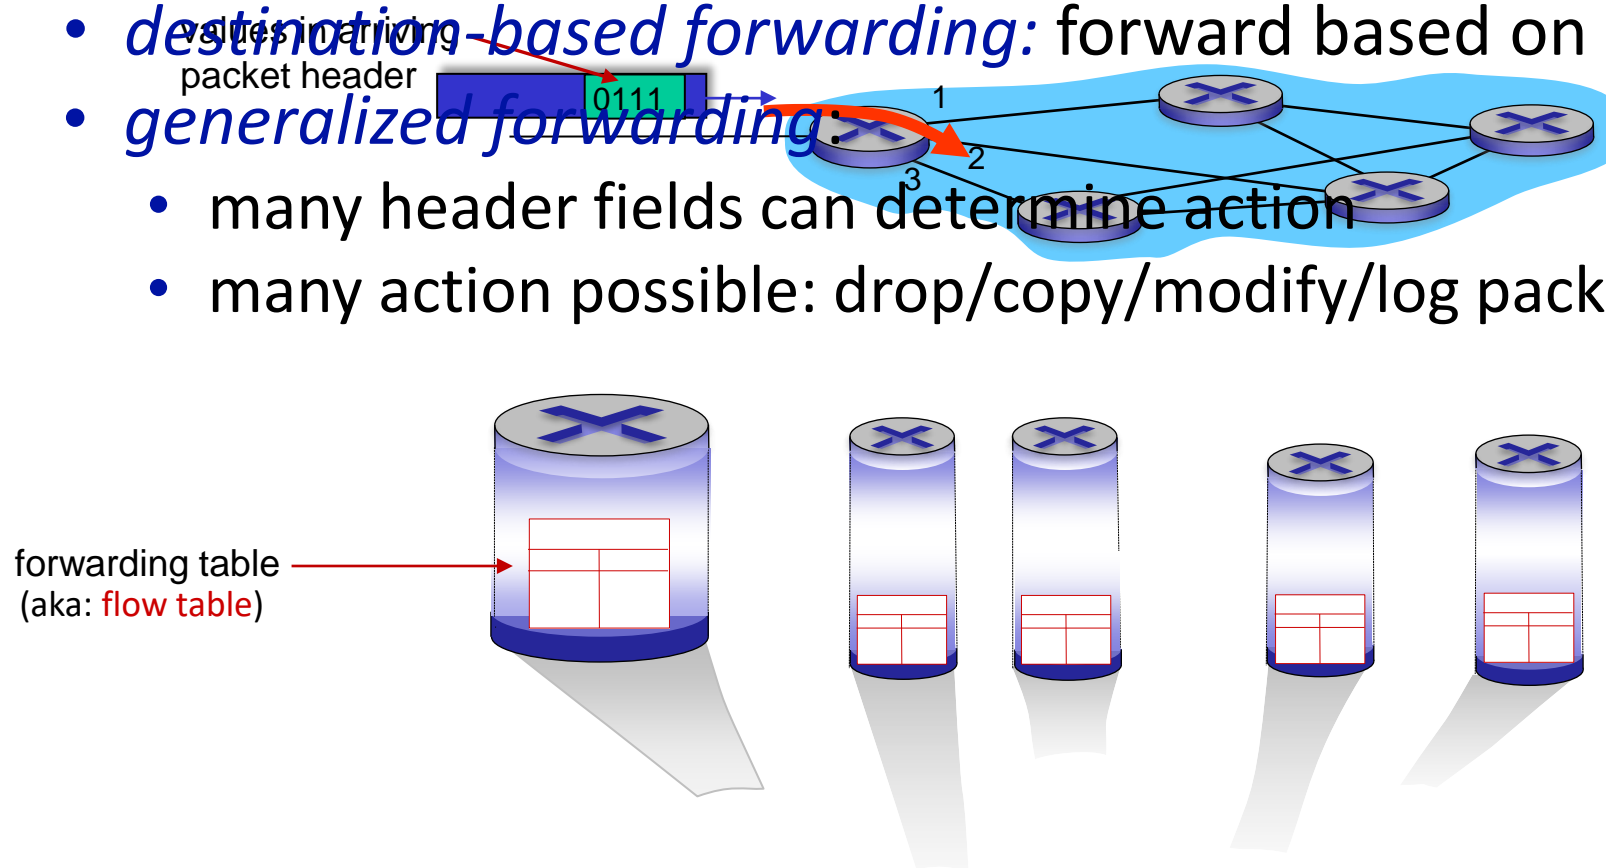 • destination-based forwarding: forward based on
values in arriving
packet header
0111
• generalized forwarding:
1
2
3
• many header fields can determine action
• many action possible: drop/copy/modify/log pack
forwarding table
(aka: flow table)